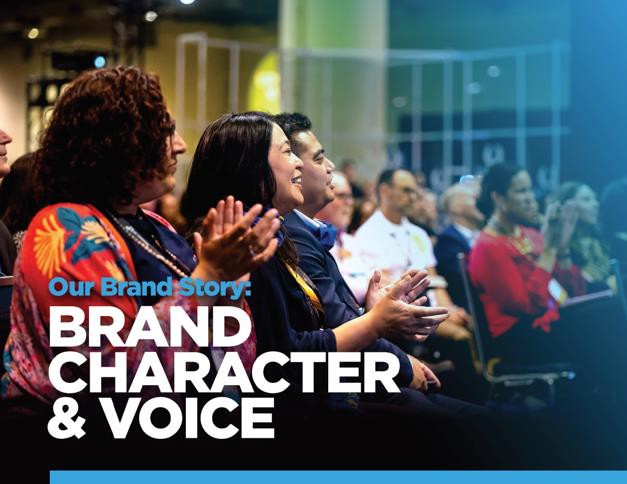 Our Brand Story:
BRAND
CHARACTER
& VOICE